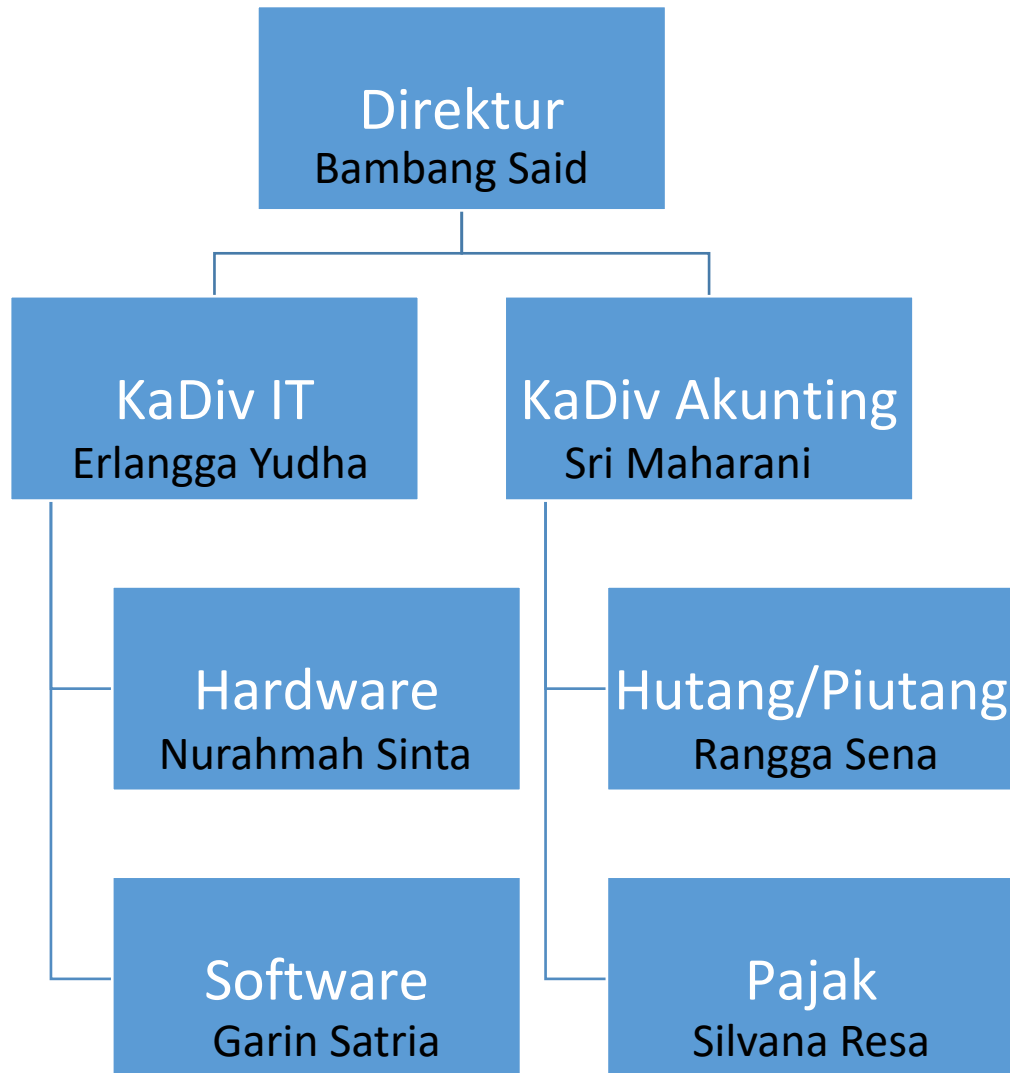 Direktur
Bambang Said
KaDiv IT
Erlangga Yudha
KaDiv Akunting
Sri Maharani
Hardware
Nurahmah Sinta
Hutang/Piutang
Rangga Sena
Software
Garin Satria
Pajak
Silvana Resa